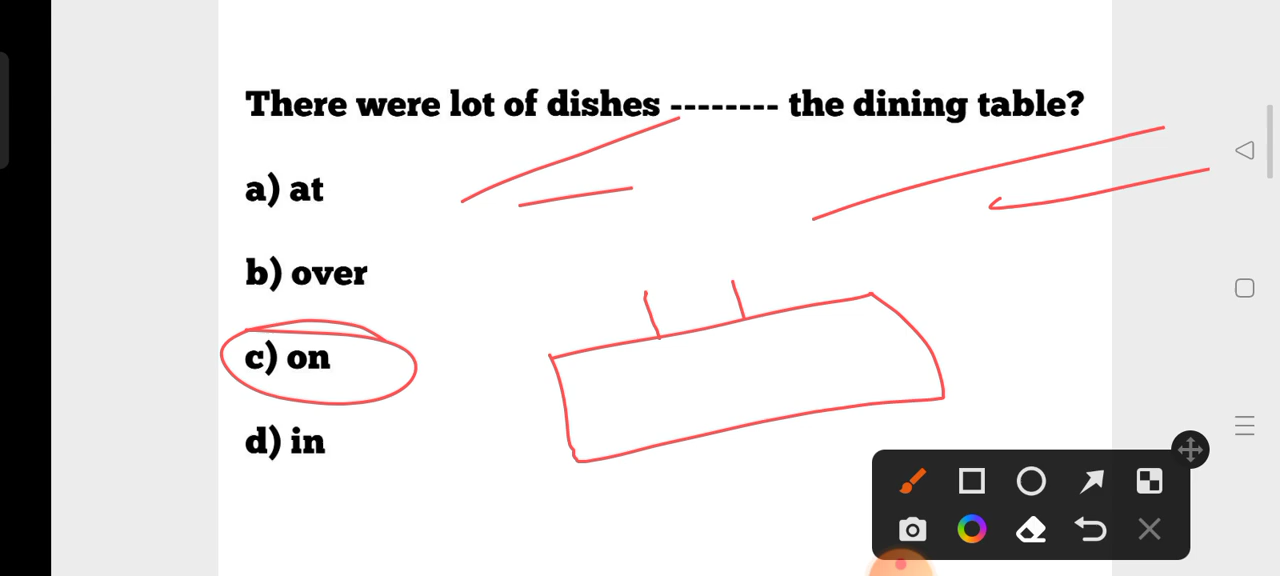 There were lot of dishes -------- the dining table?
a) at
b) over
c) on
d) in